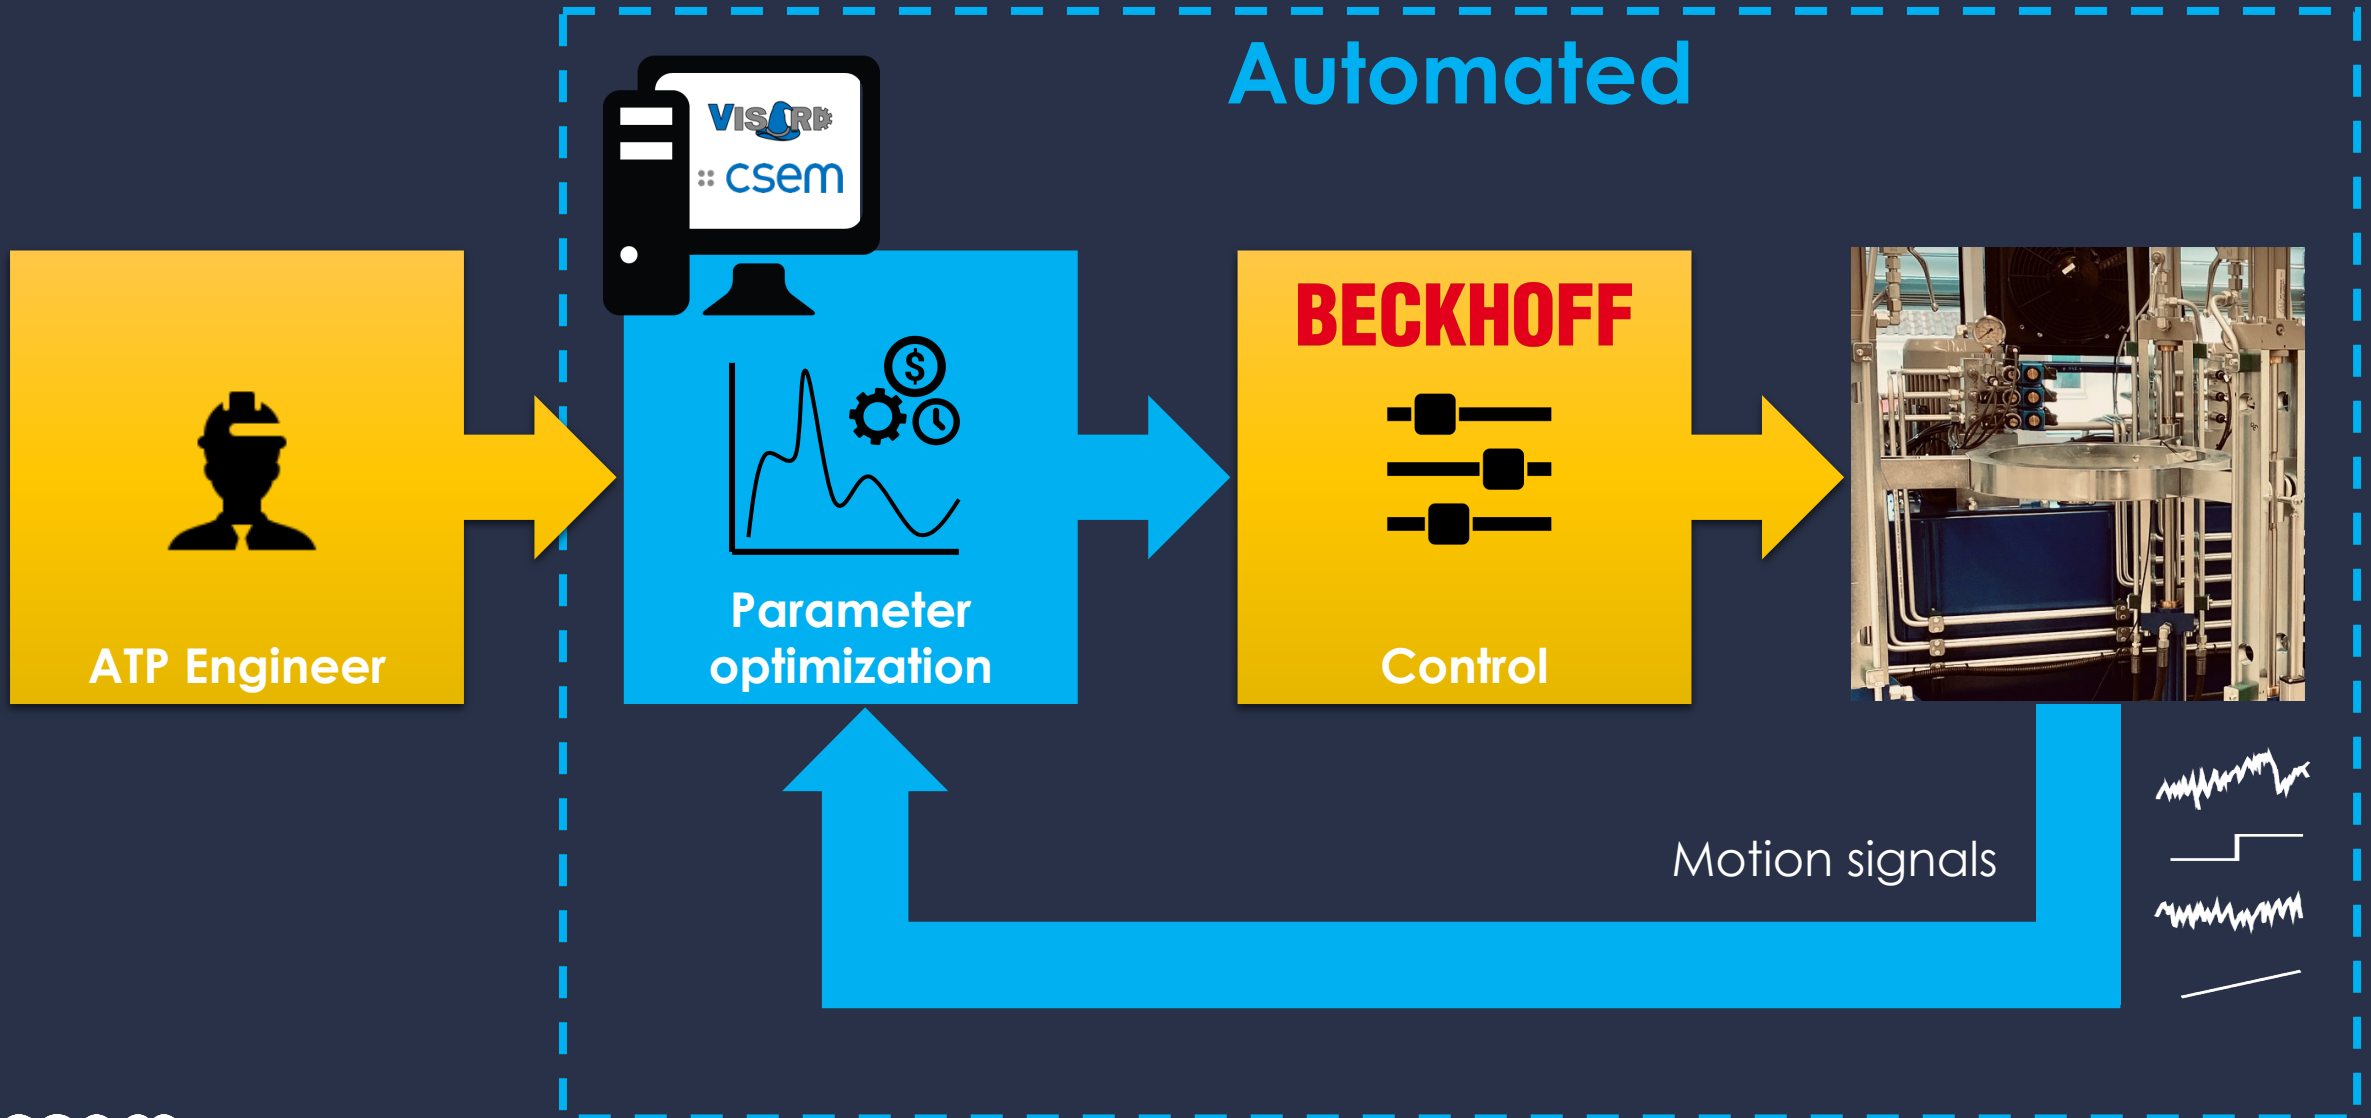 Automated
VISARD
csem
$
BECKHOFF
Parameter
optimization
ATP Engineer
Control
Motion signals